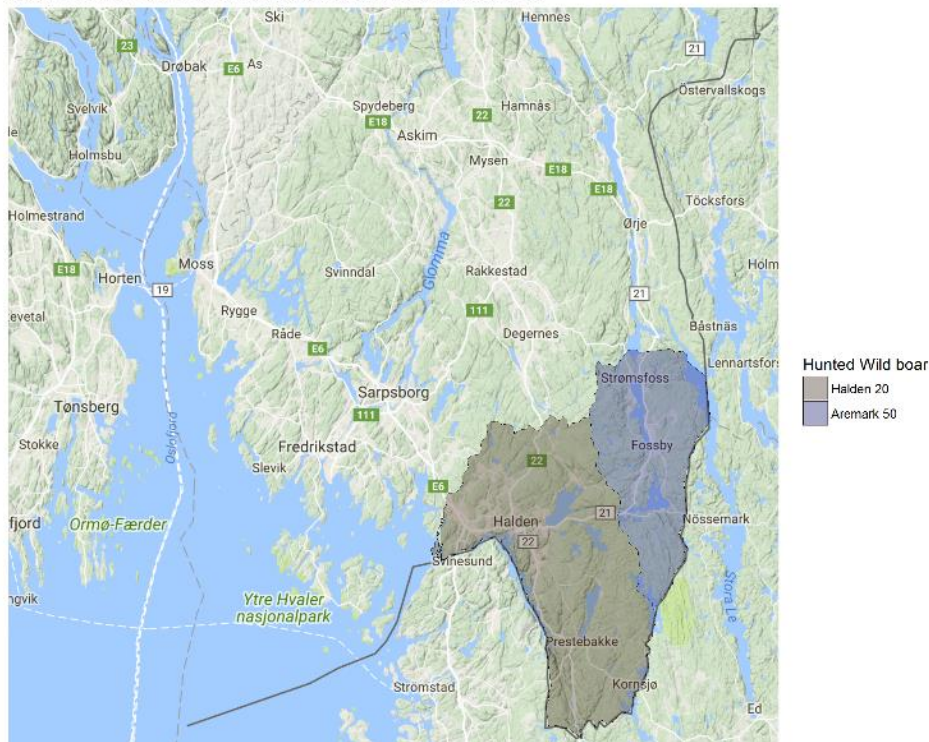 Ski
Hemnes
23
21
Drøbak
E6
As
Östervallskogs
Svelvik
Spydeberg
22
Hamnås
E18
Askim
Holmsbu
Mysen
E18
E18
22
Töcksfors
Holmestrand
Ørje
Glomma
E18
Moss
Svinndal
Rakkestad
Holm
Horten
19
21
Rygge
111
Båstnäs
evetal
Råde
Degernes
E6
Lennartsfors
Hunted Wild boar
Strømsfoss
Halden 20
Sarpsborg
Aremark 50
Tønsberg
111
Oslofjord
Stokke
Fredrikstad
Fossby
Slevik
22
E6
fjord
Ormø-Færder
Halden
21
Nössemark
22
Svinesund
Stora Le
ngvik
Ytre Hvaler
nasjonalpark
Prestebakke
Strömstad
Kornsjø
Ed